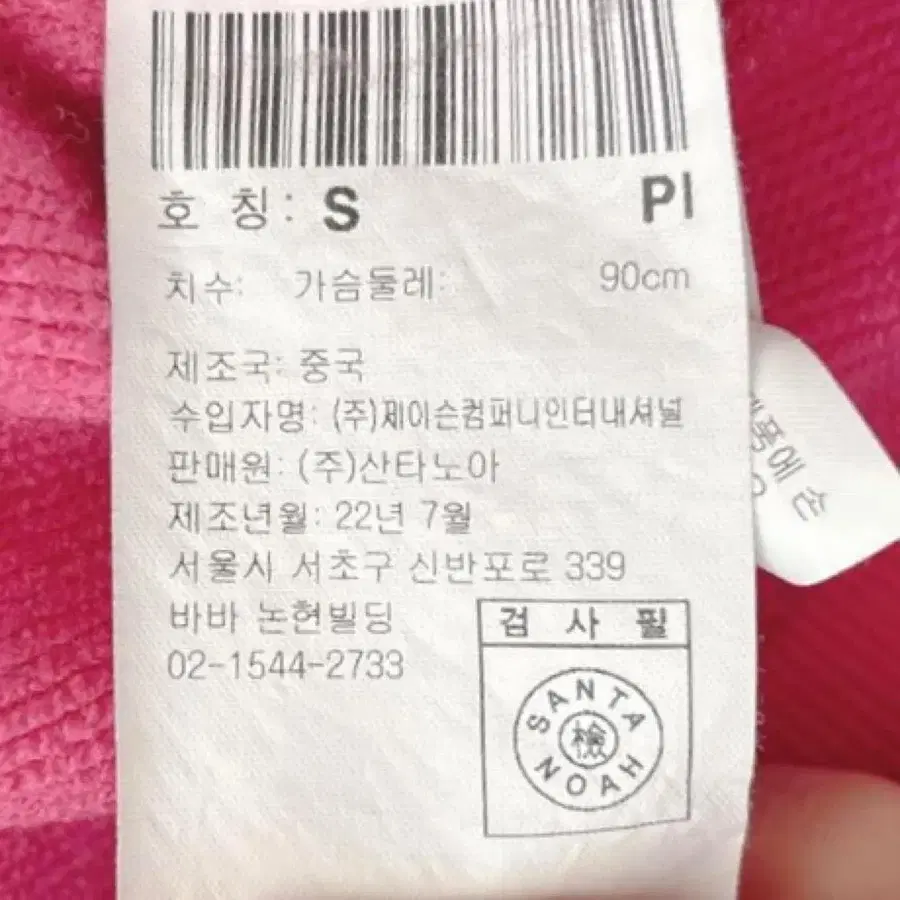 호 칭: S PI
치수: 가슴둘레: 90cm
제조국: 중국
수입자명: (주)제이슨컴퍼니인터내셔널
판매원: (주)산타노아
제조년월: 22년 7월
서울시 서초구 신반포로 339
바바 논현빌딩
02-1544-2733
검 사 필
SANTA
檢
NOAH
폭에 손